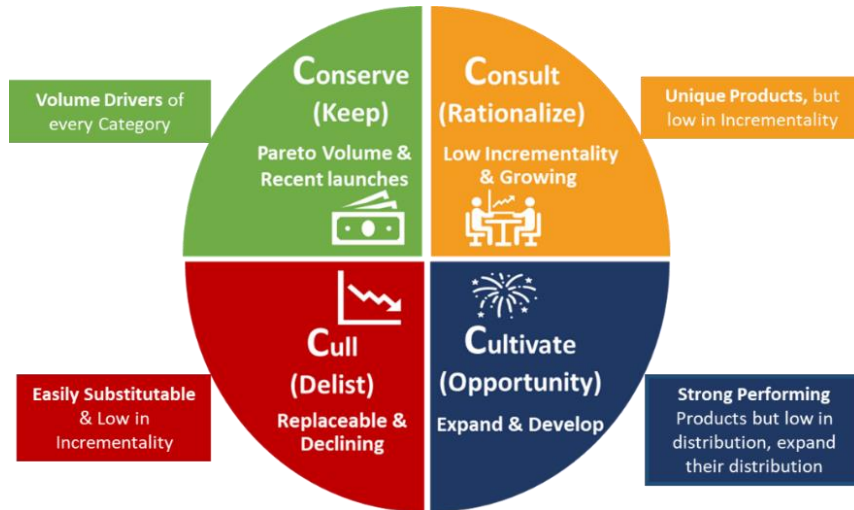 Volume Drivers of
every Category
Conserve
(Keep)
Pareto Volume &
Recent launches
Consult
(Rationalize)
Low Incrementality
& Growing
Unique Products, but
low in Incrementality
Easily Substitutable
& Low in
Incrementality
Cull
(Delist)
Replaceable &
Declining
Cultivate
(Opportunity)
Expand & Develop
Strong Performing
Products but low in
distribution, expand
their distribution